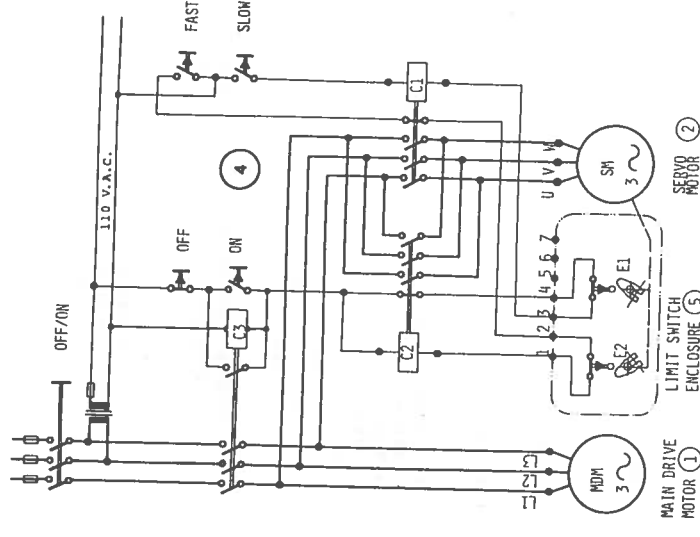 FAST
SLOW
110 V.A.C.
4
OFF
ON
OFF/ON
C1
C2
C3
U V W
SM
3
SERVO
MOTOR 2
1 2 3 4 5 6 7
E1
E2
LIMIT SWITCH
ENCLOSURE 5
L1 L2 L3
MDM
3
MAIN DRIVE
MOTOR 1